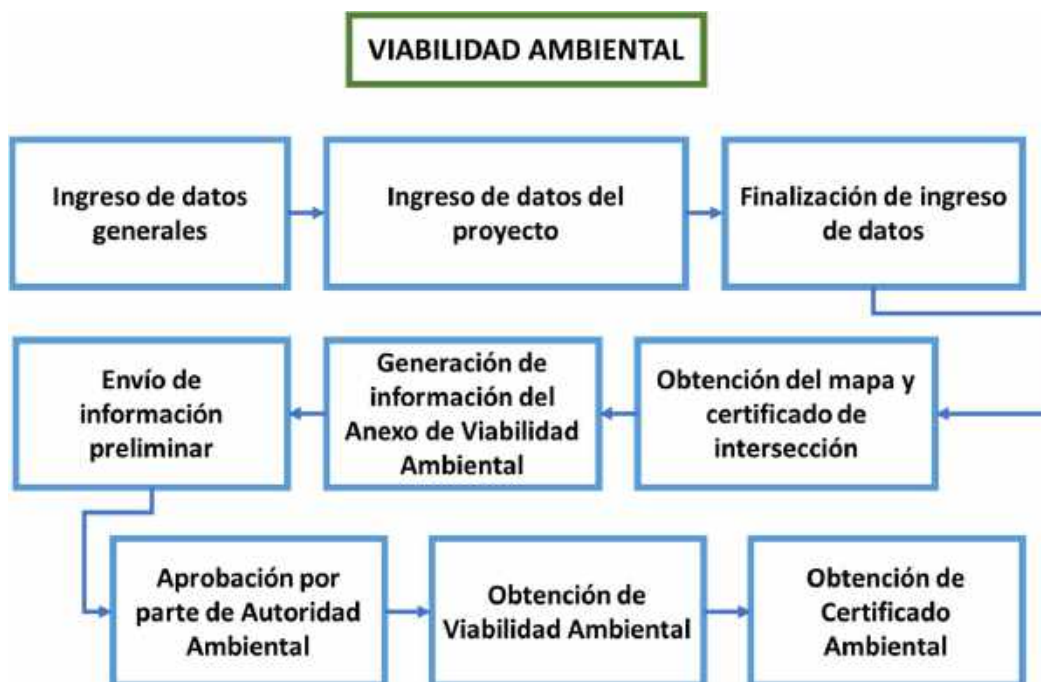 VIABILIDAD AMBIENTAL
Ingreso de datos
generales
Ingreso de datos del
proyecto
Finalización de ingreso
de datos
Obtención del mapa y
certificado de
intersección
Generación de
información del
Anexo de Viabilidad
Ambiental
Envío de
información
preliminar
Aprobación por
parte de Autoridad
Ambiental
Obtención de
Viabilidad Ambiental
Obtención de
Certificado
Ambiental